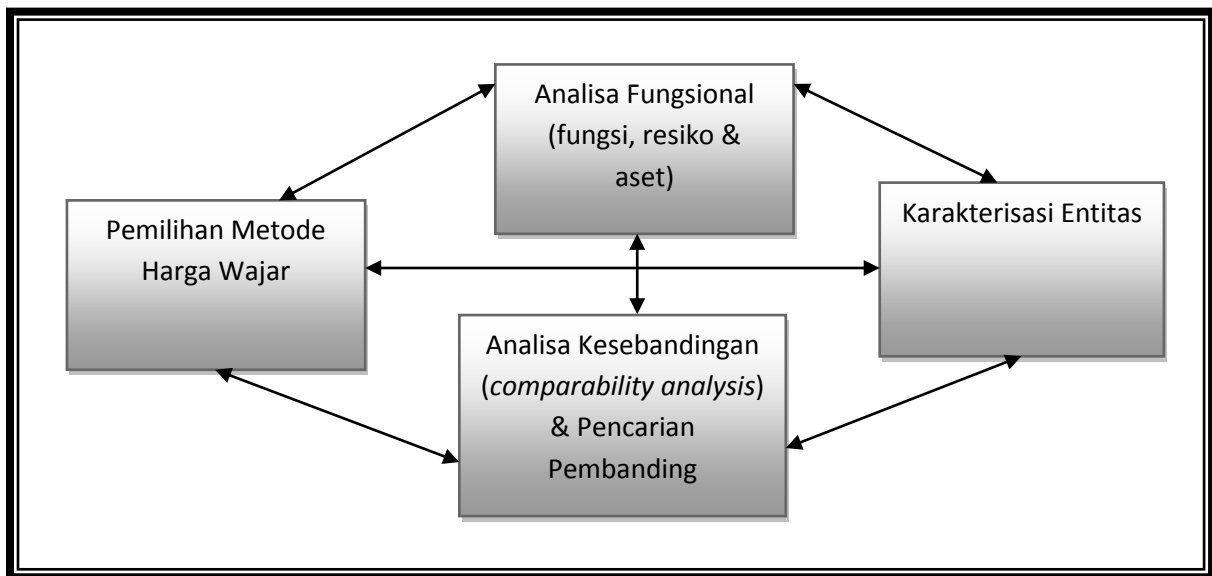 Analisa Fungsional
(fungsi, resiko &
aset)
Pemilihan Metode
Harga Wajar
Karakterisasi Entitas
Analisa Kesebandingan
(comparability analysis)
& Pencarian
Pembanding